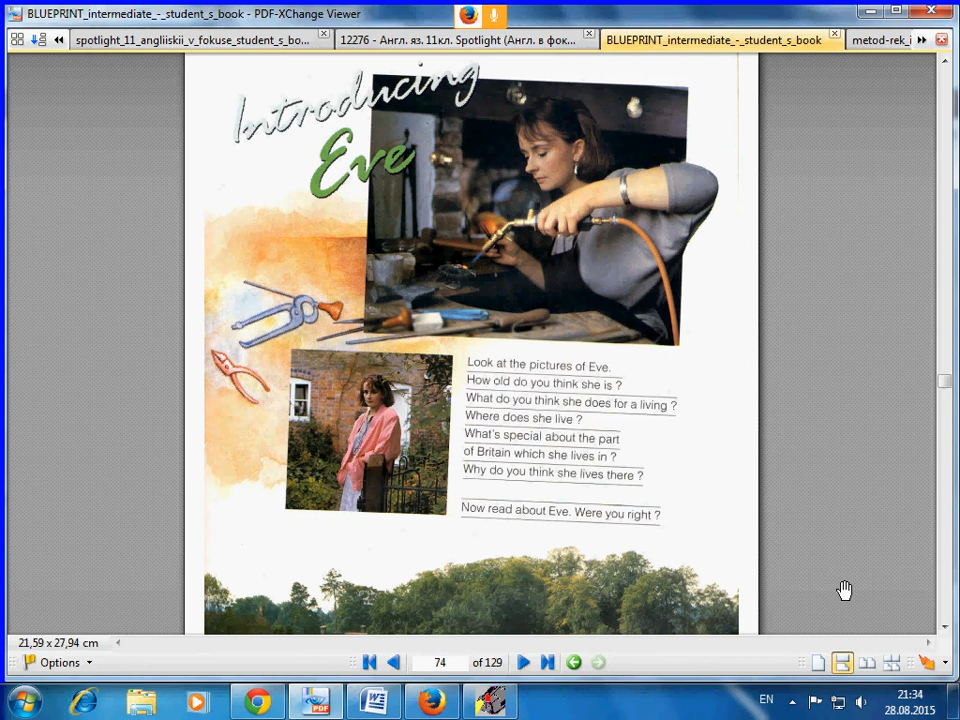 BLUEPRINT_intermediate_-_student_s_book - PDF-XChange Viewer
spotlight_11_angliiskii_v_fokuse_student_s_bo...
12276 - Англ. яз. 11кл. Spotlight (Англ. в фок...
BLUEPRINT_intermediate_-_student_s_book
metod-rek_i
Introducing
Eve
Look at the pictures of Eve.
How old do you think she is ?
What do you think she does for a living ?
Where does she live ?
What's special about the part
of Britain which she lives in ?
Why do you think she lives there ?
Now read about Eve. Were you right ?
21,59 x 27,94 cm
Options
74
of 129
PDF
EN
21:34
28.08.2015